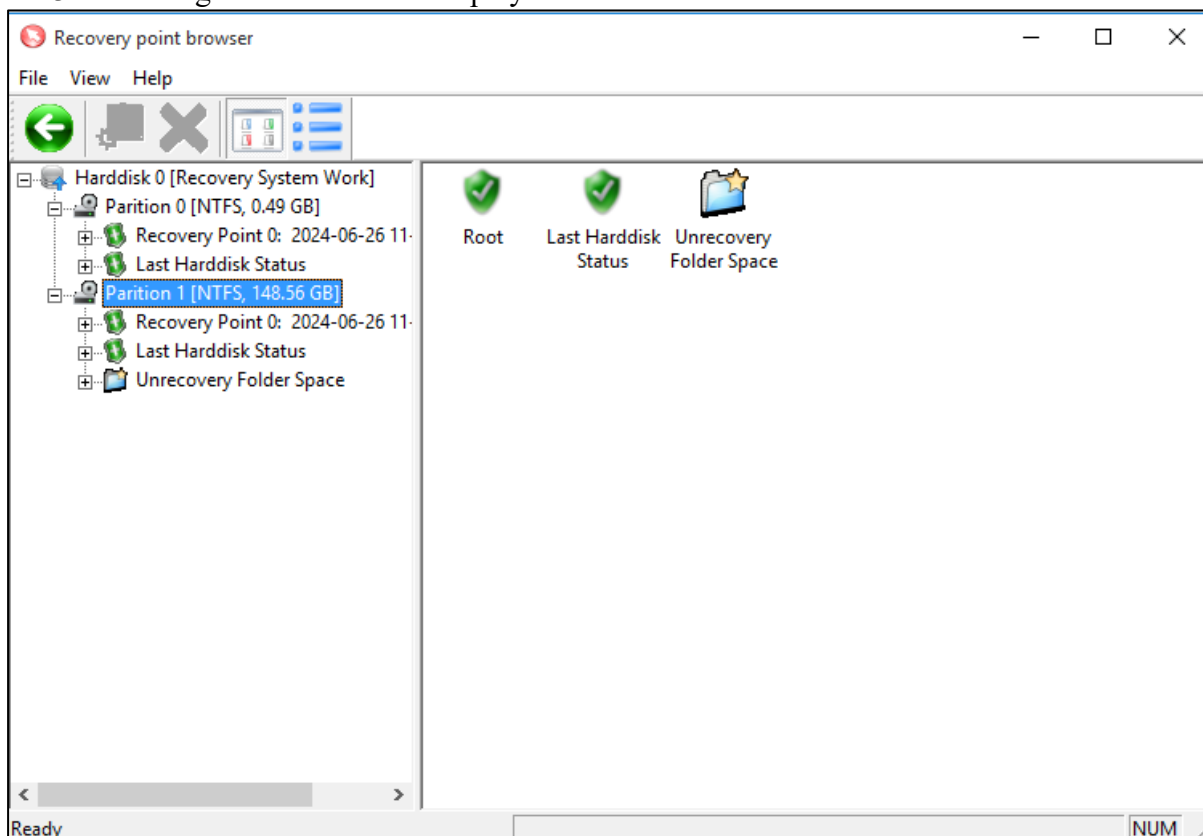 Recovery point browser
File View Help
Harddisk 0 [Recovery System Work]
Parition 0 [NTFS, 0.49 GB]
Recovery Point 0: 2024-06-26 11-
Last Harddisk Status
Parition 1 [NTFS, 148.56 GB]
Recovery Point 0: 2024-06-26 11-
Last Harddisk Status
Unrecovery Folder Space
Root
Last Harddisk
Status
Unrecovery
Folder Space
Ready
NUM